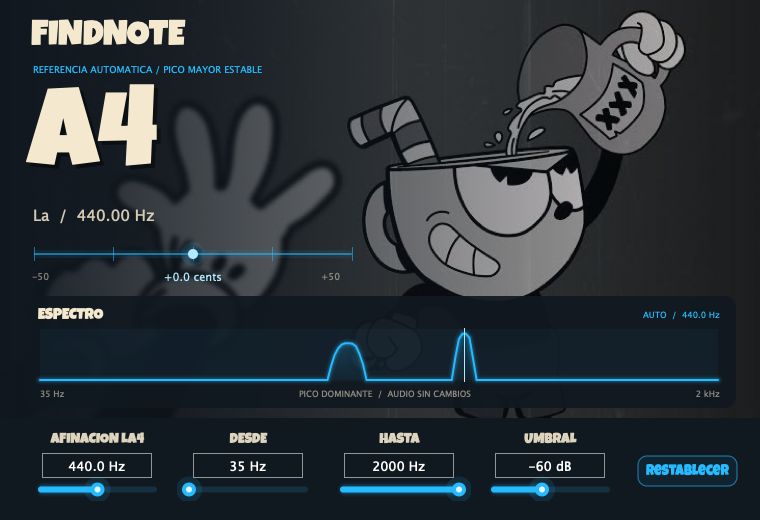 FINDNOTE
REFERENCIA AUTOMATICA / PICO MAYOR ESTABLE
A4
La / 440.00 Hz
-50 +0.0 cents +50
XXX
ESPECTRO AUTO / 440.0 Hz
35 Hz PICO DOMINANTE / AUDIO SIN CAMBIOS 2 kHz
AFINACION LA4 DESDE HASTA UMBRAL
440.0 Hz 35 Hz 2000 Hz -60 dB RESTABLECER